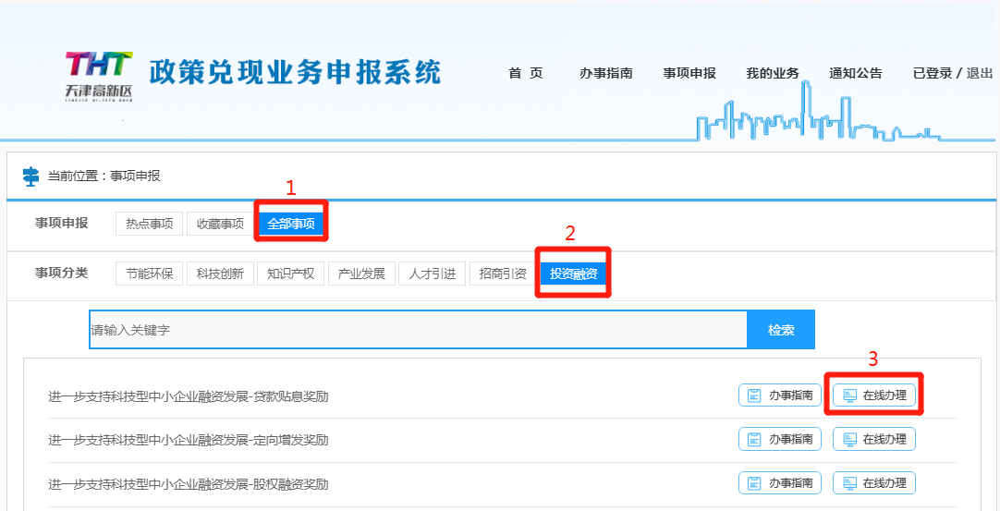 THT
天津高新区
政策兑现业务申报系统
首 页 办事指南 事项申报 我的业务 通知公告 已登录 / 退出
当前位置：事项申报
1
事项申报 热点事项 收藏事项 全部事项
2
事项分类 节能环保 科技创新 知识产权 产业发展 人才引进 招商引资 投资融资
请输入关键字 检索
3
进一步支持科技型中小企业融资发展-贷款贴息奖励 办事指南 在线办理
进一步支持科技型中小企业融资发展-定向增发奖励 办事指南 在线办理
进一步支持科技型中小企业融资发展-股权融资奖励 办事指南 在线办理